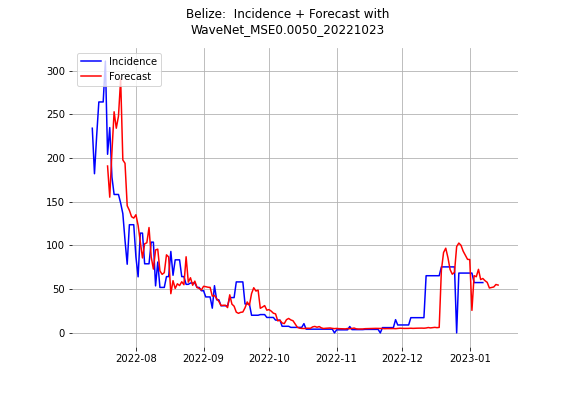 Belize:  Incidence + Forecast with
WaveNet_MSE0.0050_20221023
Incidence
Forecast
300
250
200
150
100
50
0
2022-08 2022-09 2022-10 2022-11 2022-12 2023-01